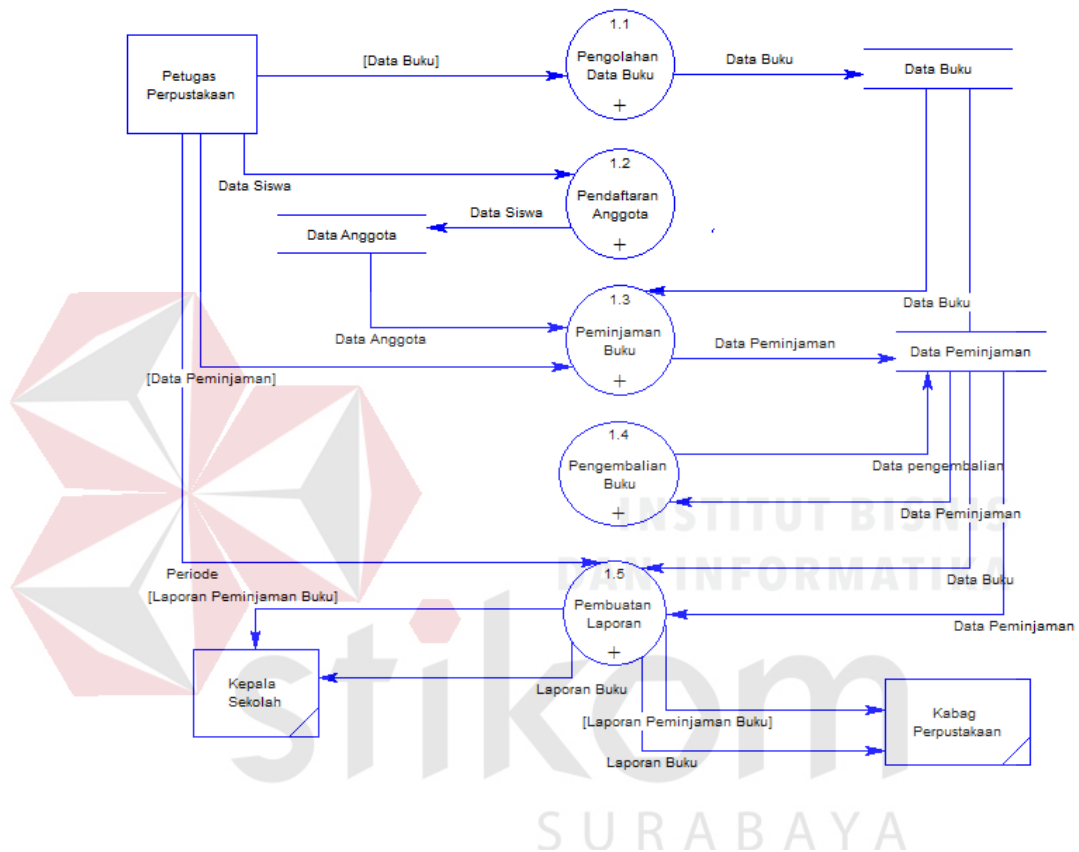 1.1
Pengolahan
Data Buku
+
[Data Buku]
Data Buku
Data Buku
Petugas
Perpustakaan
1.2
Pendaftaran
Anggota
+
Data Siswa
Data Siswa
Data Anggota
1.3
Peminjaman
Buku
+
Data Buku
Data Anggota
Data Peminjaman
Data Peminjaman
[Data Peminjaman]
1.4
Pengembalian
Buku
+
Data pengembalian
Data Peminjaman
INSTITUT BISNIS
DAN INFORMATIKA
Periode
1.5
Pembuatan
Laporan
+
Data Buku
[Laporan Peminjaman Buku]
Data Peminjaman
Kepala
Sekolah
Laporan Buku
[Laporan Peminjaman Buku]
Kabag
Perpustakaan
Laporan Buku
stikom
SURABAYA